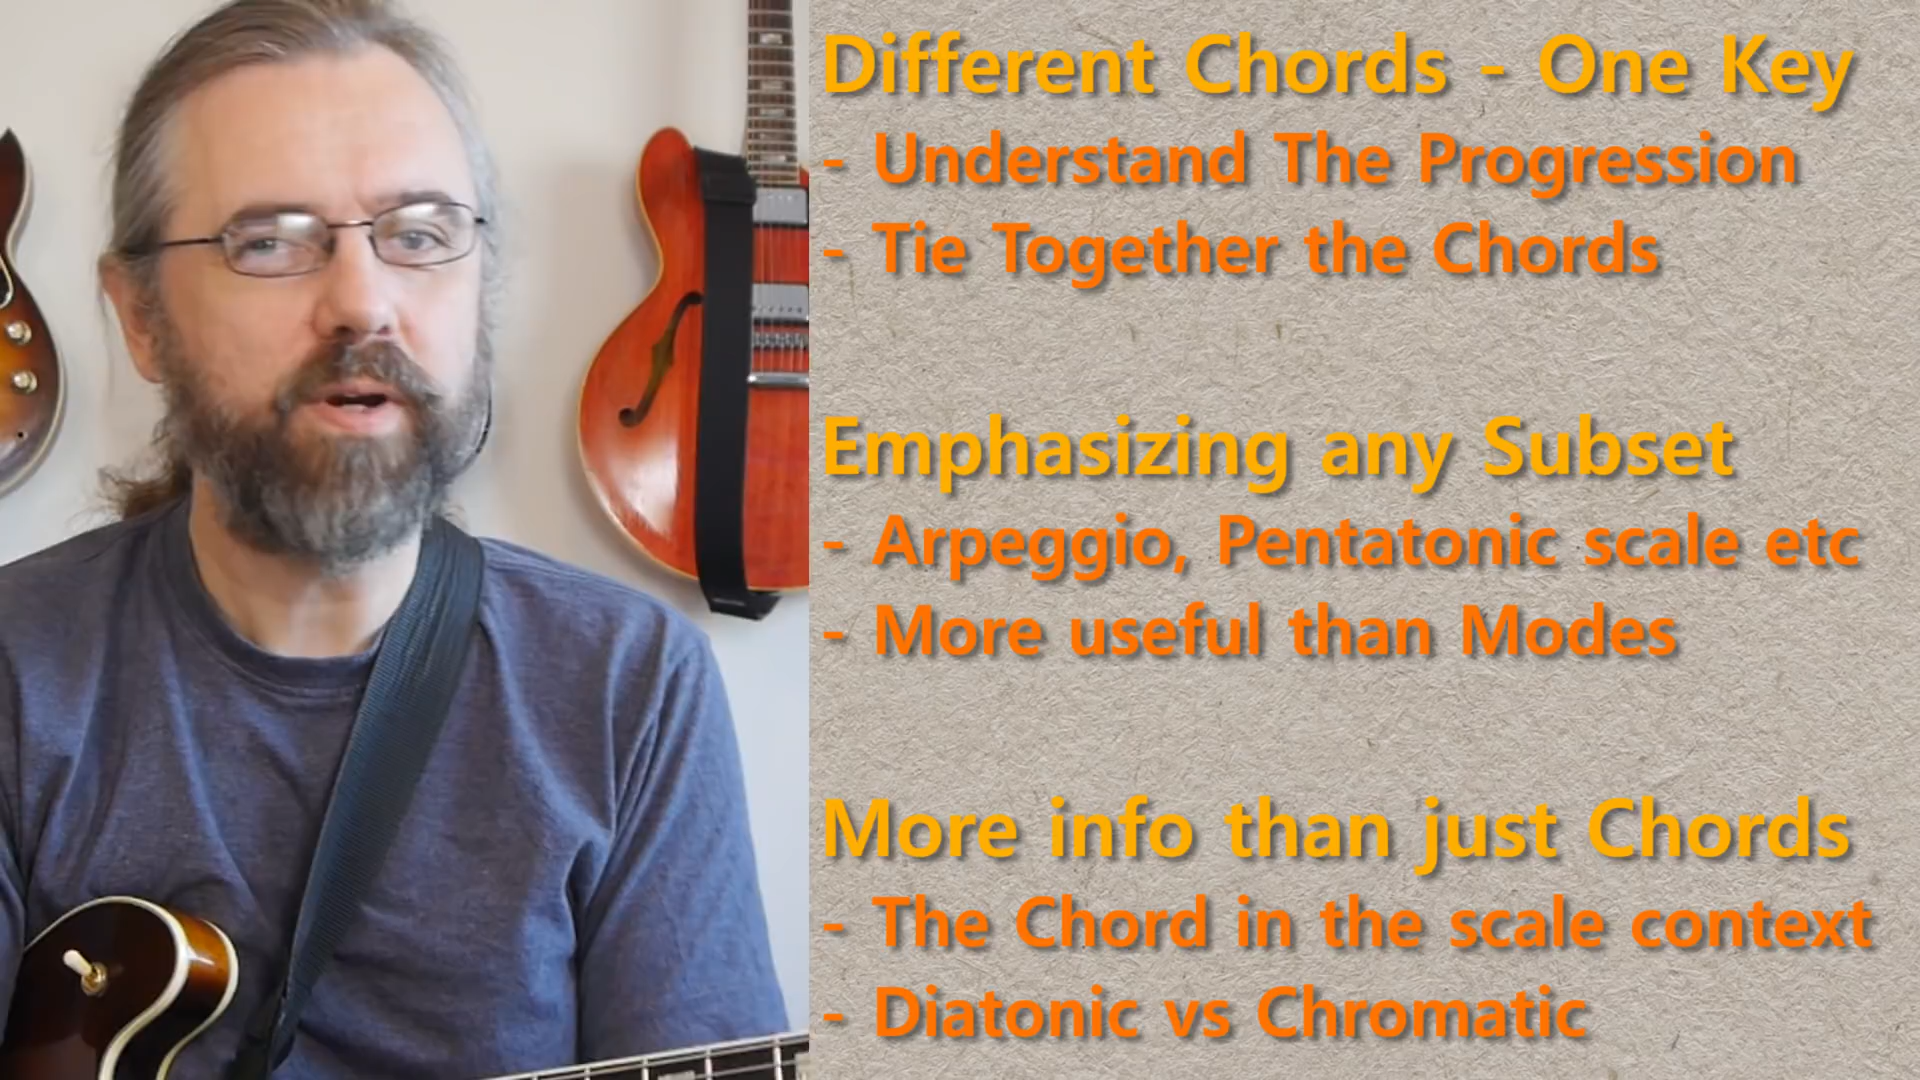 Different Chords - One Key
- Understand The Progression
- Tie Together the Chords
Emphasizing any Subset
- Arpeggio, Pentatonic scale etc
- More useful than Modes
More info than just Chords
- The Chord in the scale context
- Diatonic vs Chromatic